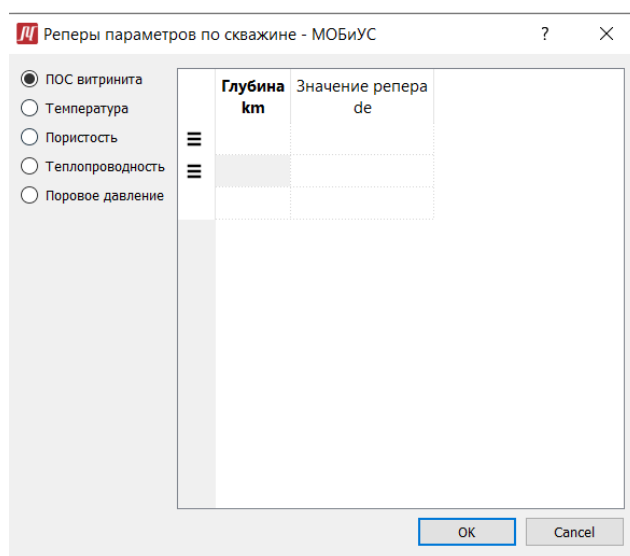 Реперы параметров по скважине - МОБиУС
?
ПОС витринита
Температура
Пористость
Теплопроводность
Поровое давление
Глубина Значение репера
km de
OK Cancel